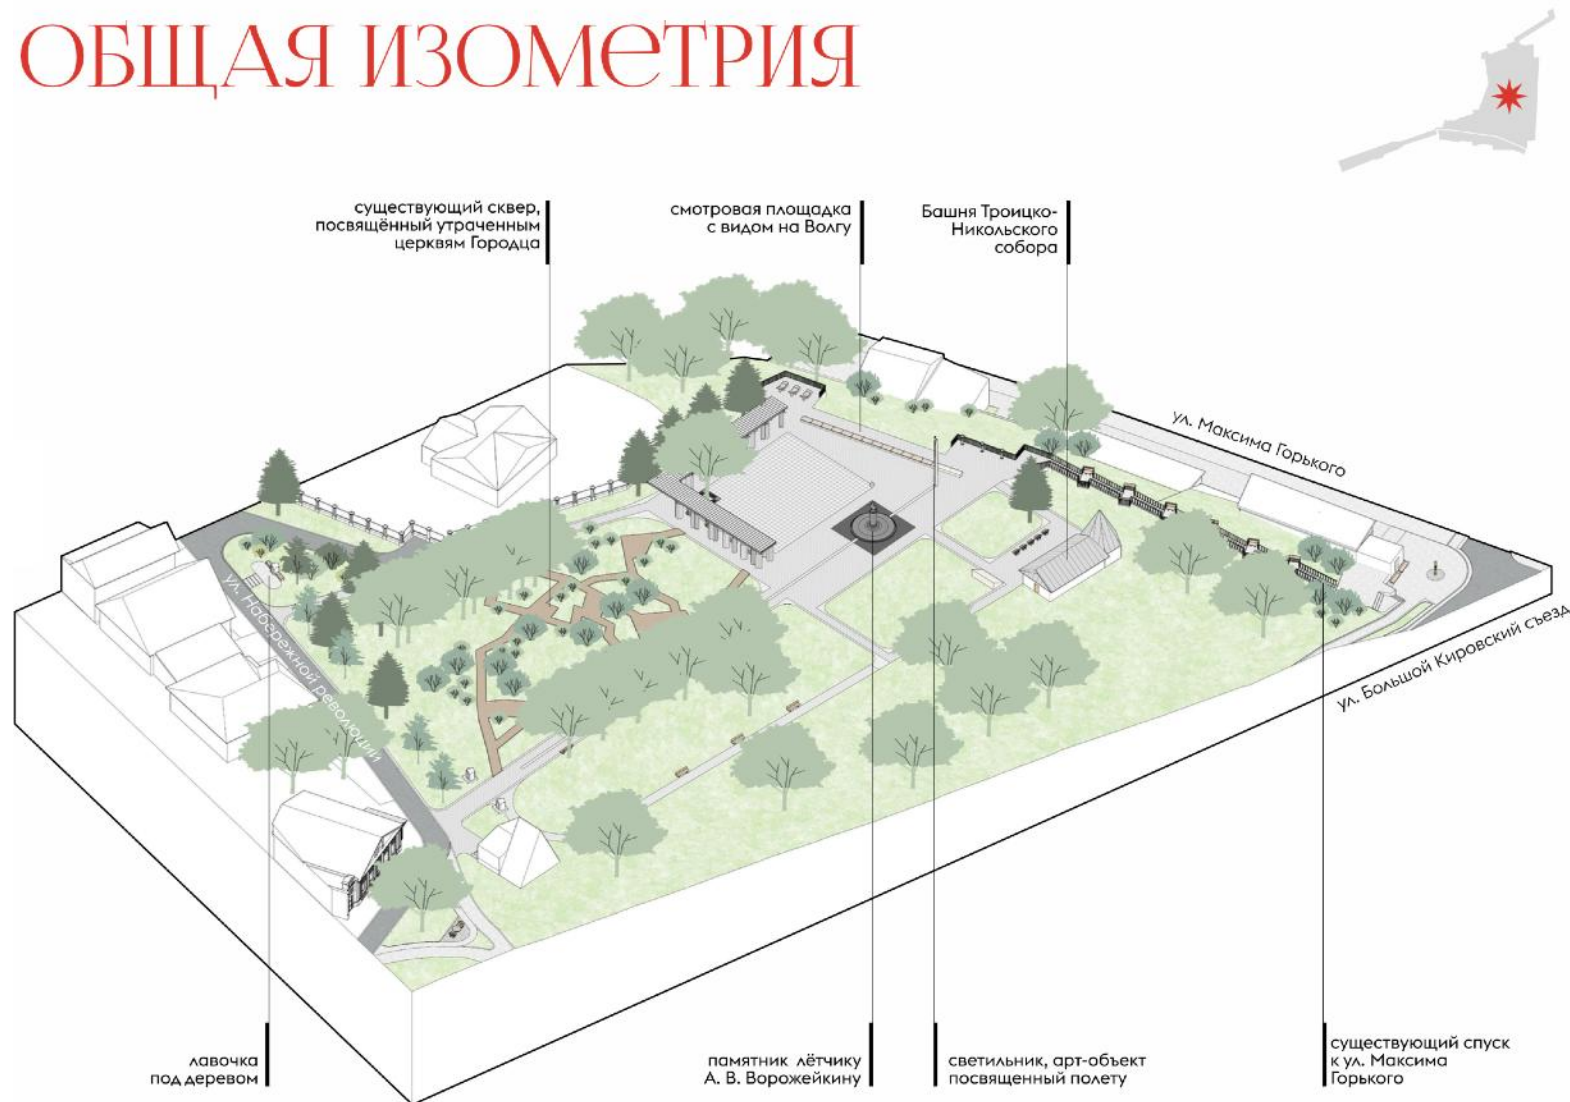 ОБЩАЯ ИЗОМЕТРИЯ
существующий сквер,
посвящённый утраченным
церквям Городца
смотровая площадка
с видом на Волгу
Башня Троицко-
Никольского
собора
ул. Максима Горького
ул. Набережной революции
ул. Большой Кировский съезд
лавочка
под деревом
памятник лётчику
А. В. Ворожейкину
светильник, арт-объект
посвященный полету
существующий спуск
к ул. Максима
Горького